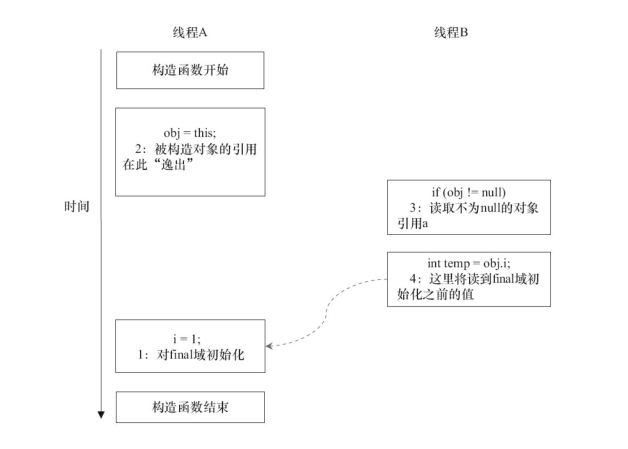 线程A
线程B
构造函数开始
obj = this;
2：被构造对象的引用
在此“逸出”
时间
if (obj != null)
3：读取不为null的对象
引用a
int temp = obj.i;
4：这里将读到final域初
始化之前的值
i = 1;
1：对final域初始化
构造函数结束